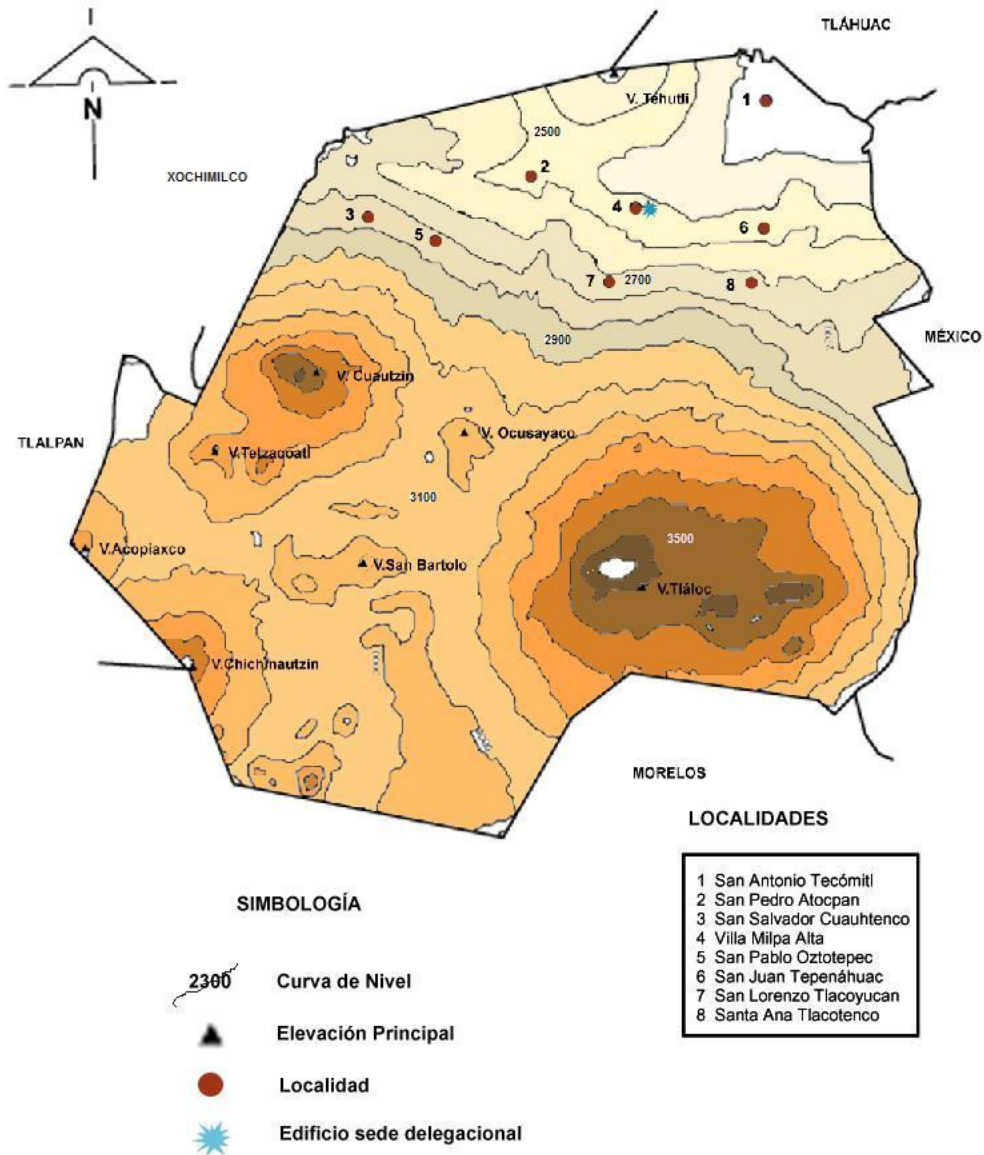 N
TLÁHUAC
V. Tehutli
1
2500
2
XOCHIMILCO
3
4
5
6
7
2700
8
2900
MÉXICO
V. Cuautzin
TLALPAN
V. Ocusayaco
V.Tetzacoatl
3100
3500
V.Acopiaxco
V.San Bartolo
V.Tláloc
V.Chichinautzin
MORELOS
LOCALIDADES
1 San Antonio Tecómitl
2 San Pedro Atocpan
3 San Salvador Cuauhtenco
4 Villa Milpa Alta
5 San Pablo Oztotepec
6 San Juan Tepenáhuac
7 San Lorenzo Tlacoyucan
8 Santa Ana Tlacotenco
SIMBOLOGÍA
2300 Curva de Nivel
Elevación Principal
Localidad
Edificio sede delegacional